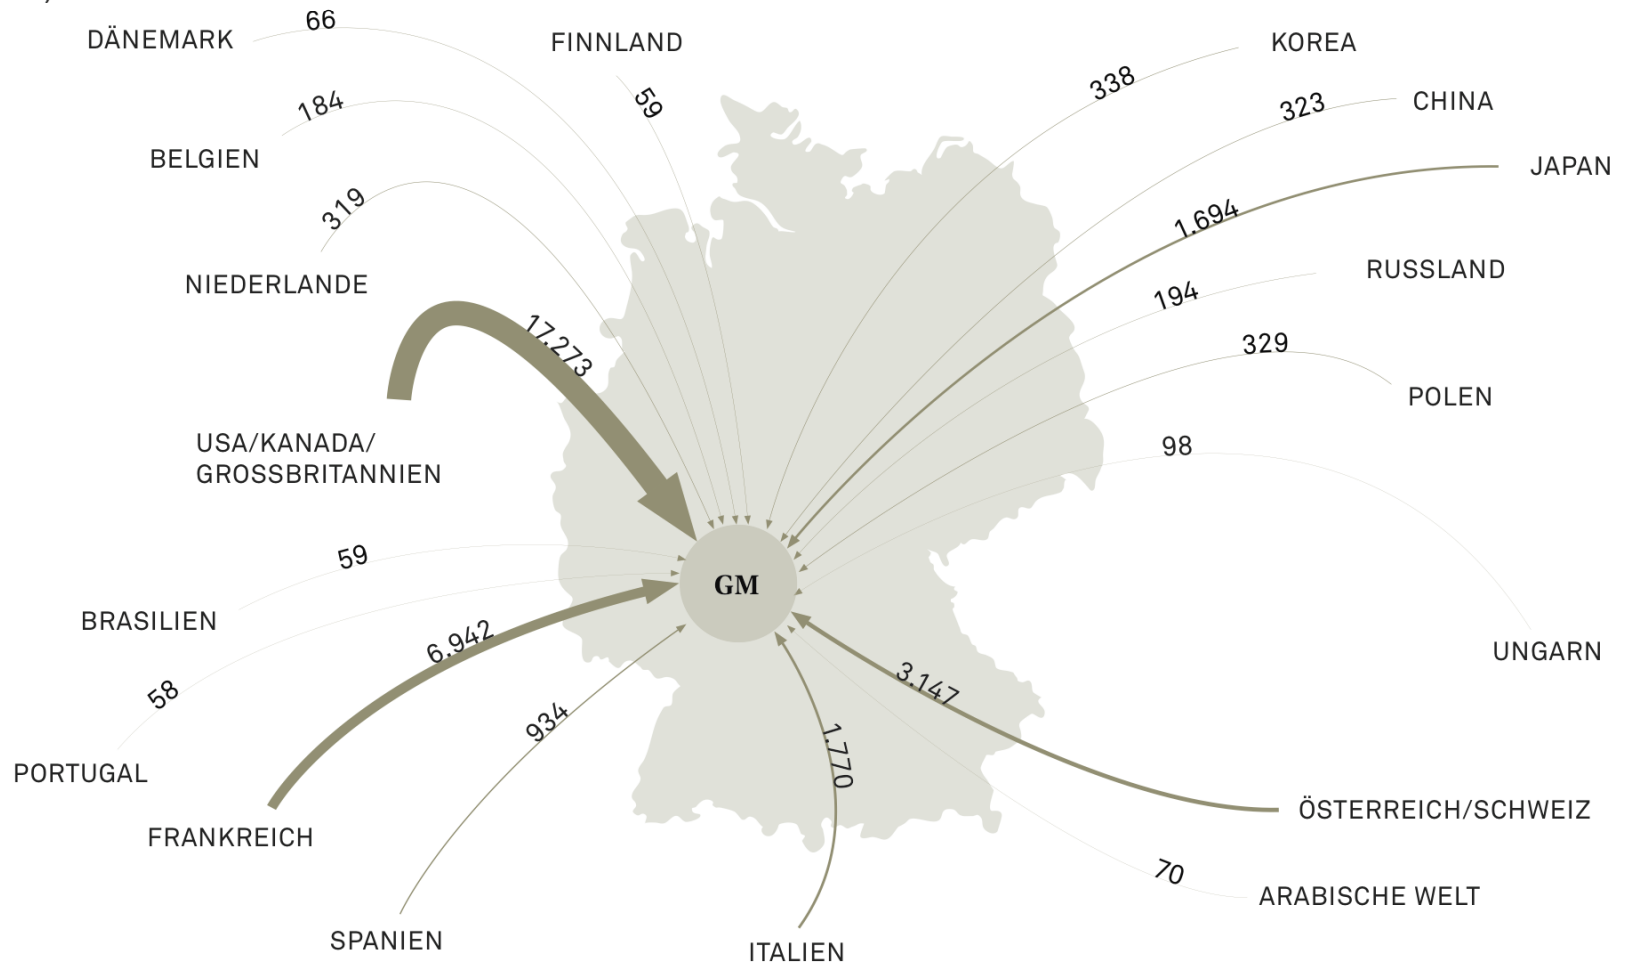 DÄNEMARK
66
FINNLAND
59
KOREA
338
CHINA
323
BELGIEN
184
JAPAN
1.694
NIEDERLANDE
319
RUSSLAND
194
17.273
329
POLEN
USA/KANADA/
GROSSBRITANNIEN
98
UNGARN
59
BRASILIEN
GM
6.942
58
PORTUGAL
FRANKREICH
934
SPANIEN
1.770
ITALIEN
3.147
ÖSTERREICH/SCHWEIZ
70
ARABISCHE WELT